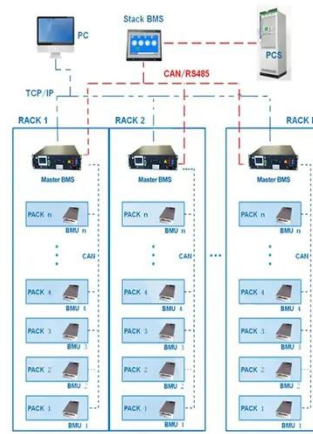 PC
Stack BMS
PCS
CAN/RS485
TCP/IP
RACK 1
RACK 2
RACK
Master BMS
Master BMS
Master BMS
PACK n
BMU n
PACK n
BMU n
PACK n
BMU n
CAN
CAN
CAN
PACK 4
BMU 4
PACK 4
BMU 4
PACK 4
BMU 4
PACK 3
BMU 3
PACK 3
BMU 3
PACK 3
BMU 3
PACK 2
BMU
PACK 2
BMU
PACK 2
BMU
PACK 1
BMU 1
PACK 1
BMU 1
PACK 1
BMU 1